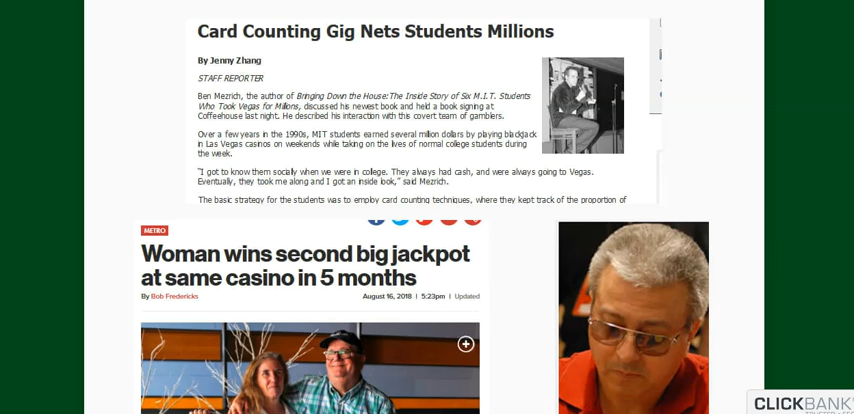 Card Counting Gig Nets Students Millions
By Jenny Zhang
STAFF REPORTER
Ben Mezrich, the author of Bringing Down the House:The Inside Story of Six M.I.T. Students
Who Took Vegas for Millons, discussed his newest book and held a book signing at
Coffeehouse last night. He described his interaction with this covert team of gamblers.
Over a few years in the 1990s, MIT students earned several million dollars by playing blackjack
in Las Vegas casinos on weekends while taking on the lives of normal college students during
the week.
"I got to know them socially when we were in college. They always had cash, and were always going to Vegas.
Eventually, they took me along and I got an inside look," said Mezrich.
The basic strategy for the students was to employ card counting techniques, where they kept track of the proportion of
METRO
Woman wins second big jackpot
at same casino in 5 months
By Bob Fredericks
August 16, 2018 | 5:23pm | Updated
CLICKBANK